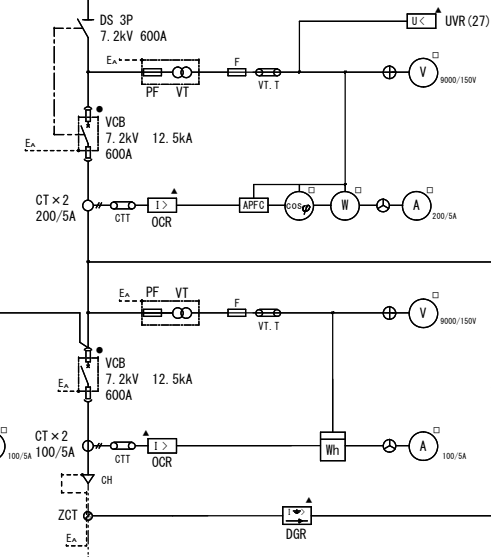 DS 3P
7.2kV 600A
U< UVR(27)
EA
F
V
9000/150V
PF VT
VT.T
VCB
7.2kV 12.5kA
600A
EA
CT×2
200/5A
CTT
I>
OCR
APFC
cosφ
W
A
200/5A
EA
PF VT
F
VT.T
V
9000/150V
VCB
7.2kV 12.5kA
600A
EA
CT×2
100/5A
100/5A
CTT
I>
OCR
Wh
A
100/5A
CH
ZCT
I
DGR
EA